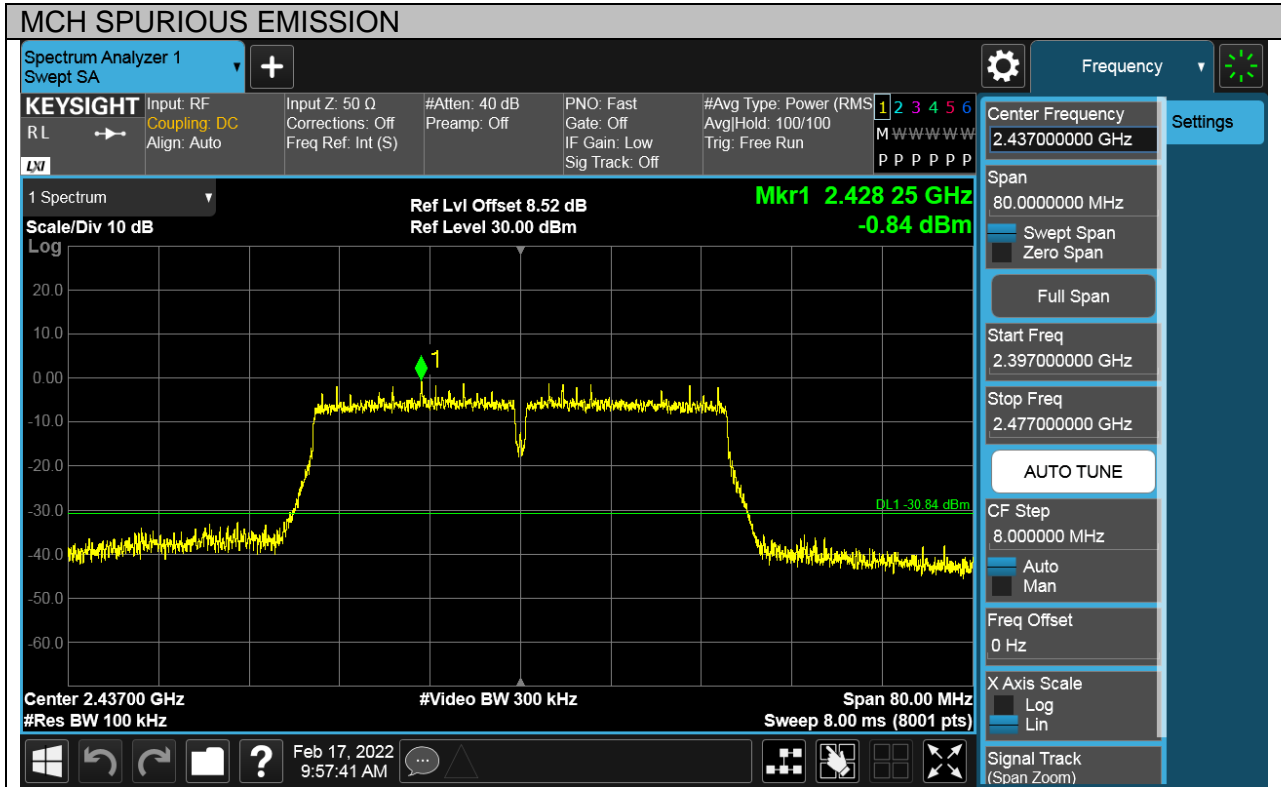 MCH SPURIOUS EMISSION
Spectrum Analyzer 1
Swept SA
+
Frequency
KEYSIGHT
RL
LXI
Input: RF
Coupling: DC
Align: Auto
Input Z: 50 Ω
Corrections: Off
Freq Ref: Int (S)
#Atten: 40 dB
Preamp: Off
PNO: Fast
Gate: Off
IF Gain: Low
Sig Track: Off
#Avg Type: Power (RMS
Avg|Hold: 100/100
Trig: Free Run
1 2 3 4 5 6
M W W W W W
P P P P P P
Center Frequency
2.437000000 GHz
Settings
Span
80.0000000 MHz
Swept Span
Zero Span
Full Span
Start Freq
2.397000000 GHz
Stop Freq
2.477000000 GHz
AUTO TUNE
CF Step
8.000000 MHz
Auto
Man
Freq Offset
0 Hz
X Axis Scale
Log
Lin
Signal Track
(Span Zoom)
1 Spectrum
Scale/Div 10 dB
Log
Ref Lvl Offset 8.52 dB
Ref Level 30.00 dBm
Mkr1 2.428 25 GHz
-0.84 dBm
20.0
10.0
0.00
-10.0
-20.0
-30.0
-40.0
-50.0
-60.0
1
DL1 -30.84 dBm
Center 2.43700 GHz
#Res BW 100 kHz
#Video BW 300 kHz
Span 80.00 MHz
Sweep 8.00 ms (8001 pts)
?
Feb 17, 2022
9:57:41 AM